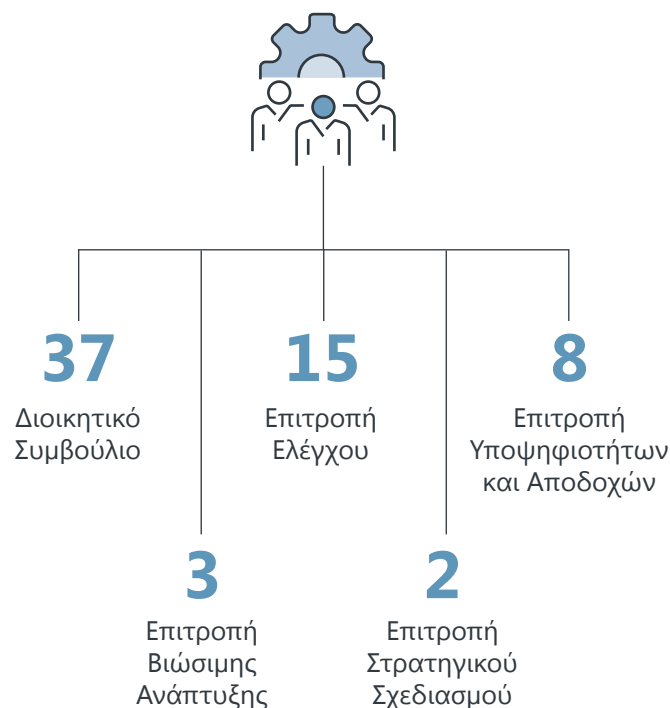 37
Διοικητικό
Συμβούλιο
15
Επιτροπή
Ελέγχου
8
Επιτροπή
Υποψηφιοτήτων
και Αποδοχών
3
Επιτροπή
Βιώσιμης
Ανάπτυξης
2
Επιτροπή
Στρατηγικού
Σχεδιασμού